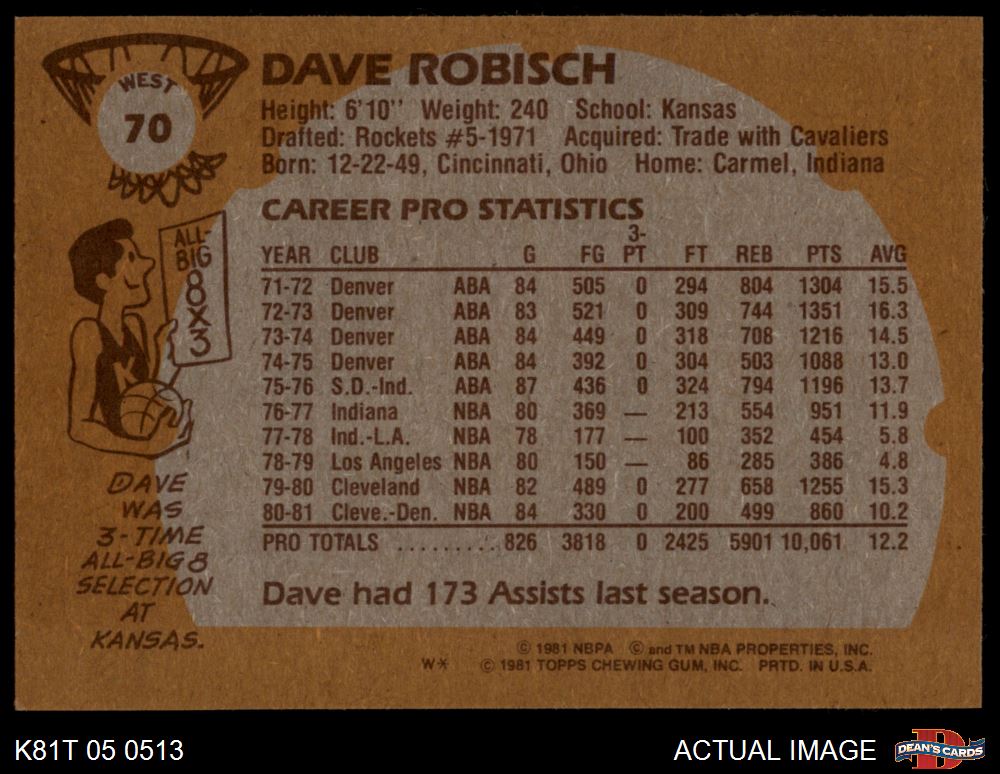 WEST
70
DAVE ROBISCH
Height: 6'10'' Weight: 240 School: Kansas
Drafted: Rockets #5-1971 Acquired: Trade with Cavaliers
Born: 12-22-49, Cincinnati, Ohio Home: Carmel, Indiana
ALL-
BIG
8
X
3
K
DAVE
WAS
3-TIME
ALL-BIG 8
SELECTION
AT
KANSAS.
CAREER PRO STATISTICS
YEAR CLUB G FG 3-PT FT REB PTS AVG
71-72 Denver ABA 84 505 0 294 804 1304 15.5
72-73 Denver ABA 83 521 0 309 744 1351 16.3
73-74 Denver ABA 84 449 0 318 708 1216 14.5
74-75 Denver ABA 84 392 0 304 503 1088 13.0
75-76 S.D.-Ind. ABA 87 436 0 324 794 1196 13.7
76-77 Indiana NBA 80 369 — 213 554 951 11.9
77-78 Ind.-L.A. NBA 78 177 — 100 352 454 5.8
78-79 Los Angeles NBA 80 150 — 86 285 386 4.8
79-80 Cleveland NBA 82 489 0 277 658 1255 15.3
80-81 Cleve.-Den. NBA 84 330 0 200 499 860 10.2
PRO TOTALS .......... 826 3818 0 2425 5901 10,061 12.2
Dave had 173 Assists last season.
© 1981 NBPA © and TM NBA PROPERTIES, INC.
W* © 1981 TOPPS CHEWING GUM, INC. PRTD. IN U.S.A.
K81T 05 0513 ACTUAL IMAGE DEAN'S CARDS